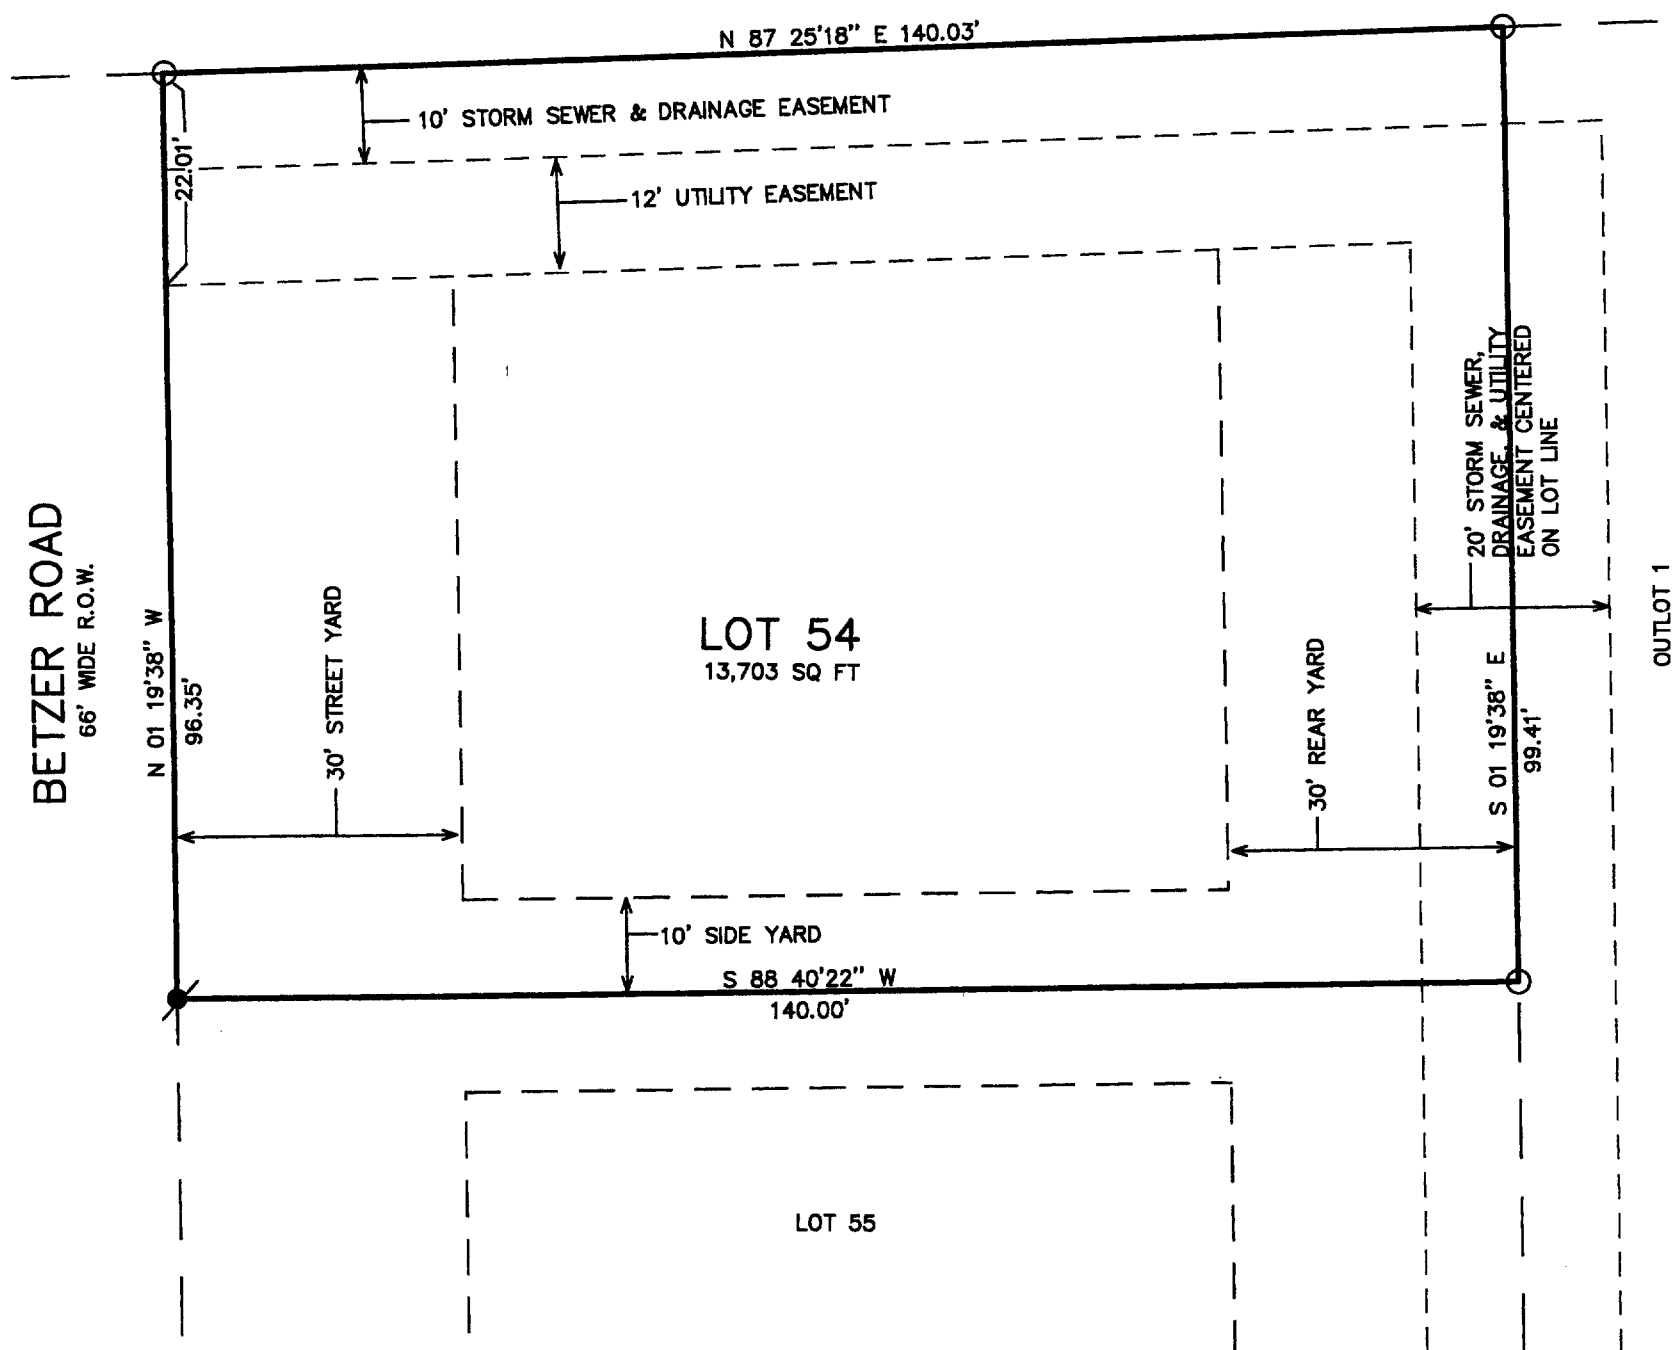 N 87 25'18" E 140.03'
10' STORM SEWER & DRAINAGE EASEMENT
22.01'
12' UTILITY EASEMENT
20' STORM SEWER,
DRAINAGE, & UTILITY
EASEMENT CENTERED
ON LOT LINE
BETZER ROAD
66' WIDE R.O.W.
N 01 19'38" W
96.35'
30' STREET YARD
LOT 54
13,703 SQ FT
30' REAR YARD
S 01 19'38" E
99.41'
OUTLOT 1
10' SIDE YARD
S 88 40'22" W
140.00'
LOT 55